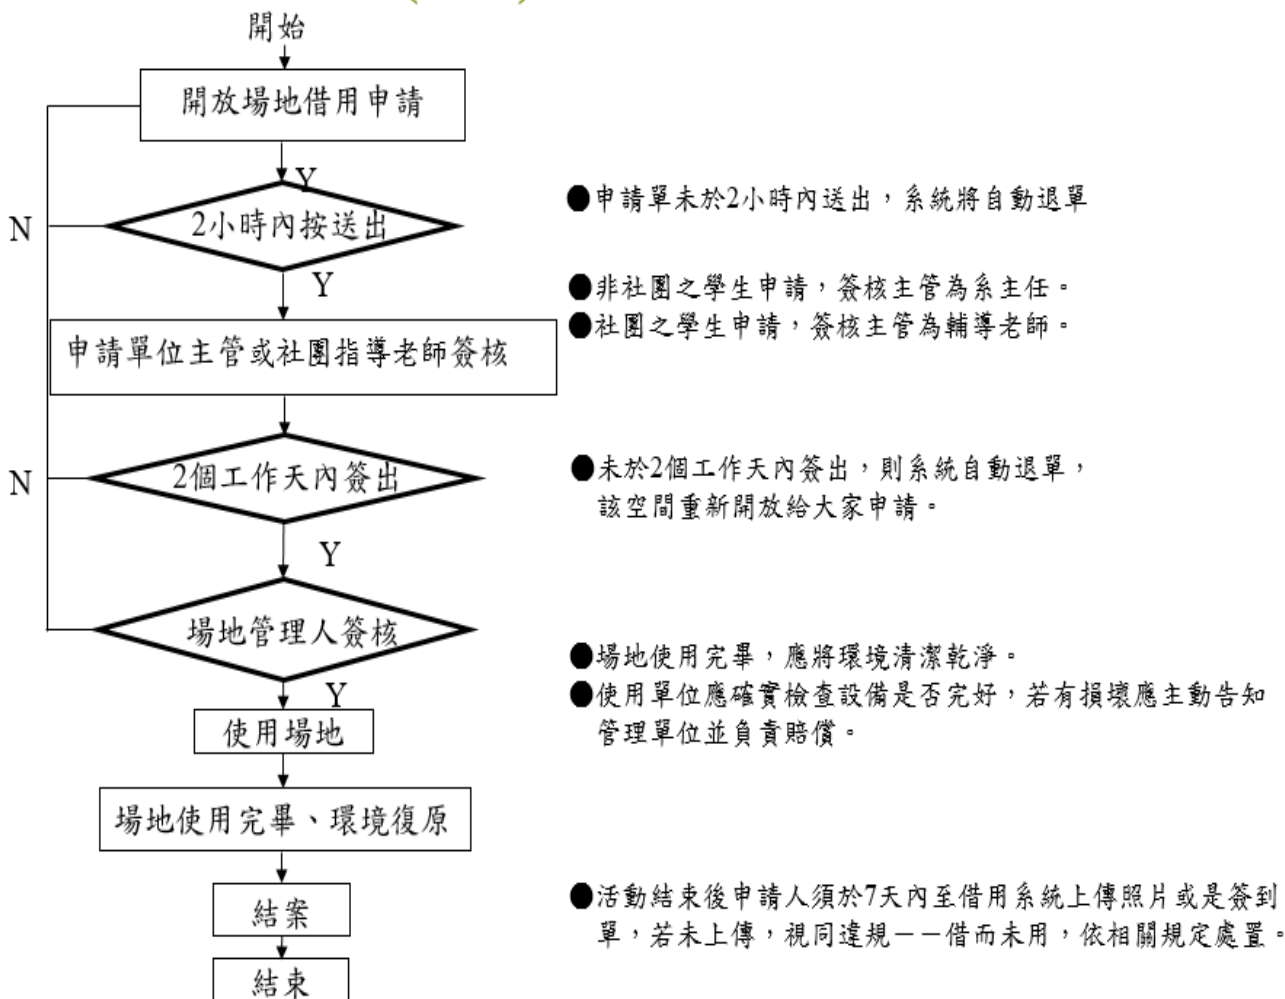 開始
開放場地借用申請
Y
N
2小時內按送出
●申請單未於2小時內送出，系統將自動退單
Y
●非社團之學生申請，簽核主管為系主任。
●社團之學生申請，簽核主管為輔導老師。
申請單位主管或社團指導老師簽核
N
2個工作天內簽出
●未於2個工作天內簽出，則系統自動退單，
該空間重新開放給大家申請。
Y
場地管理人簽核
●場地使用完畢，應將環境清潔乾淨。
Y
●使用單位應確實檢查設備是否完好，若有損壞應主動告知
管理單位並負責賠償。
使用場地
場地使用完畢、環境復原
結案
●活動結束後申請人須於7天內至借用系統上傳照片或是簽到
單，若未上傳，視同違規－－借而未用，依相關規定處置。
結束